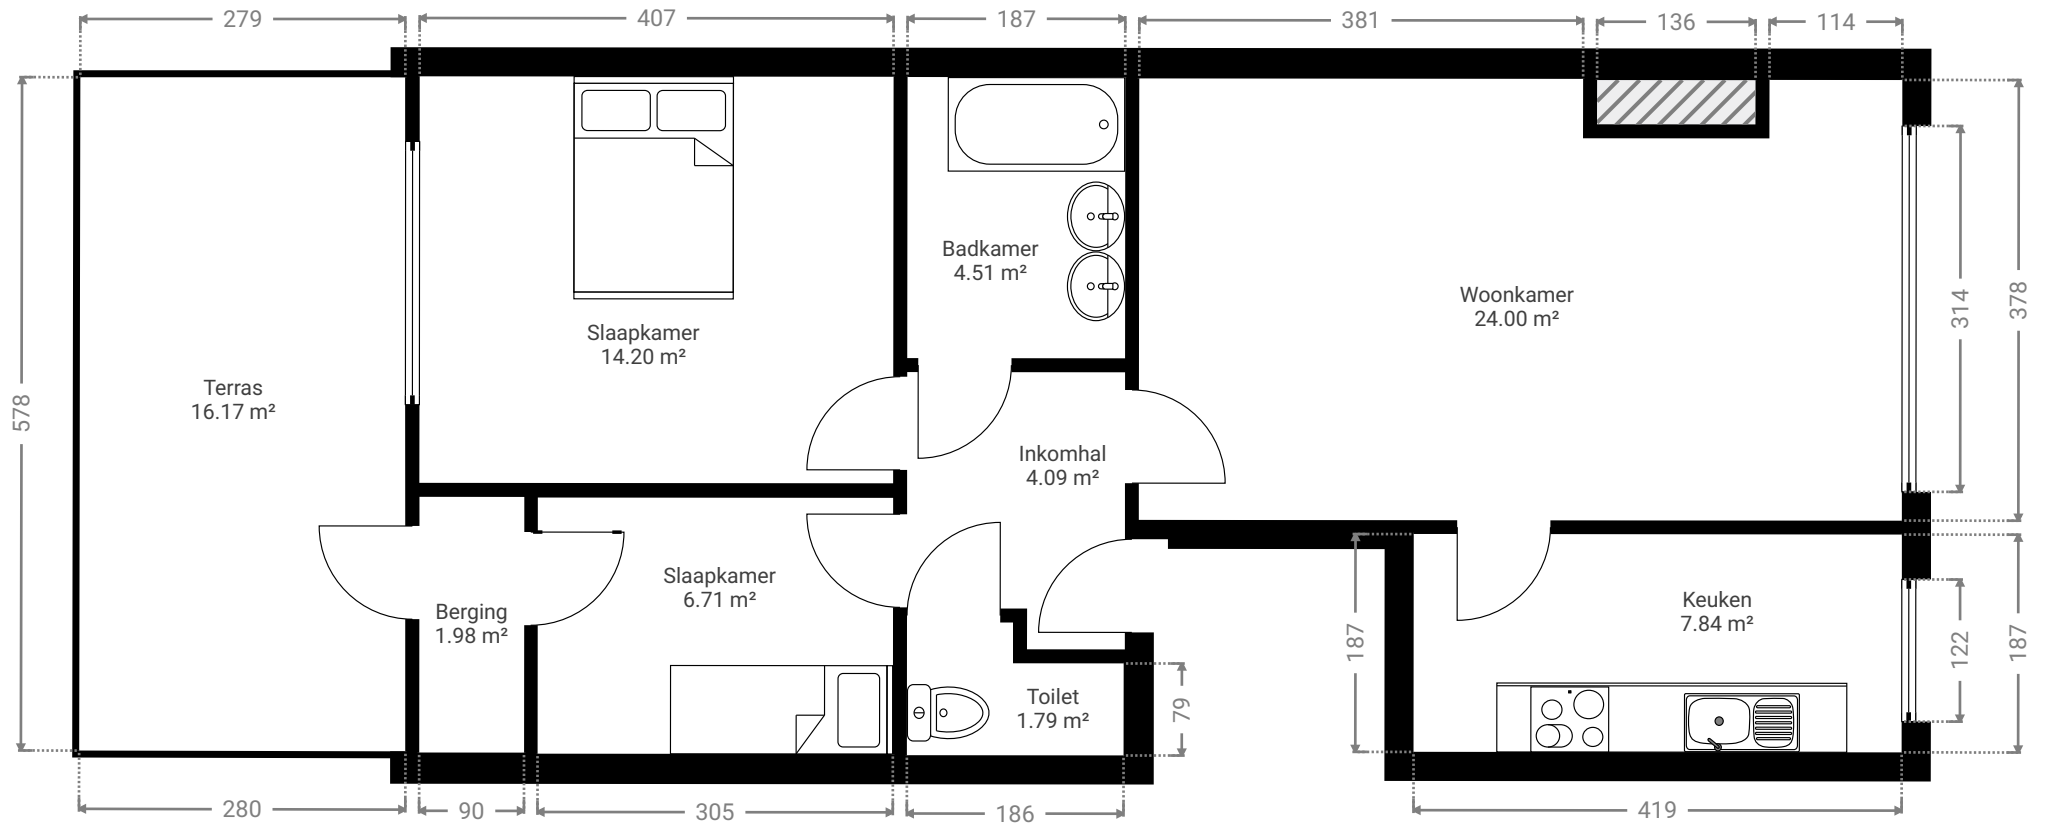 279
407
187
381
136
114
Badkamer
4.51 m²
Woonkamer
24.00 m²
314
378
Slaapkamer
14.20 m²
Terras
16.17 m²
578
Inkomhal
4.09 m²
Slaapkamer
6.71 m²
Berging
1.98 m²
Keuken
7.84 m²
187
122
187
Toilet
1.79 m²
79
280
90
305
186
419